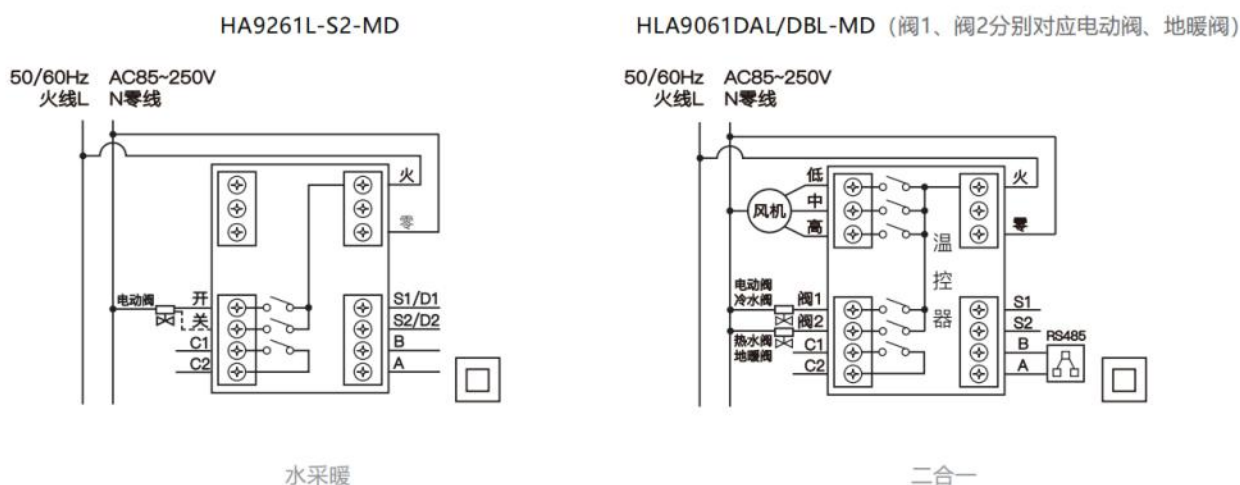 HA9261L-S2-MD
50/60Hz AC85~250V
火线L N零线
火
零
电动阀
开
关
C1
C2
S1/D1
S2/D2
B
A
水采暖
HLA9061DAL/DBL-MD（阀1、阀2分别对应电动阀、地暖阀）
50/60Hz AC85~250V
火线L N零线
低
中
高
风机
火
零
温
控
器
电动阀
冷水阀
阀1
阀2
热水阀
地暖阀
C1
C2
S1
S2
B
A
RS485
二合一